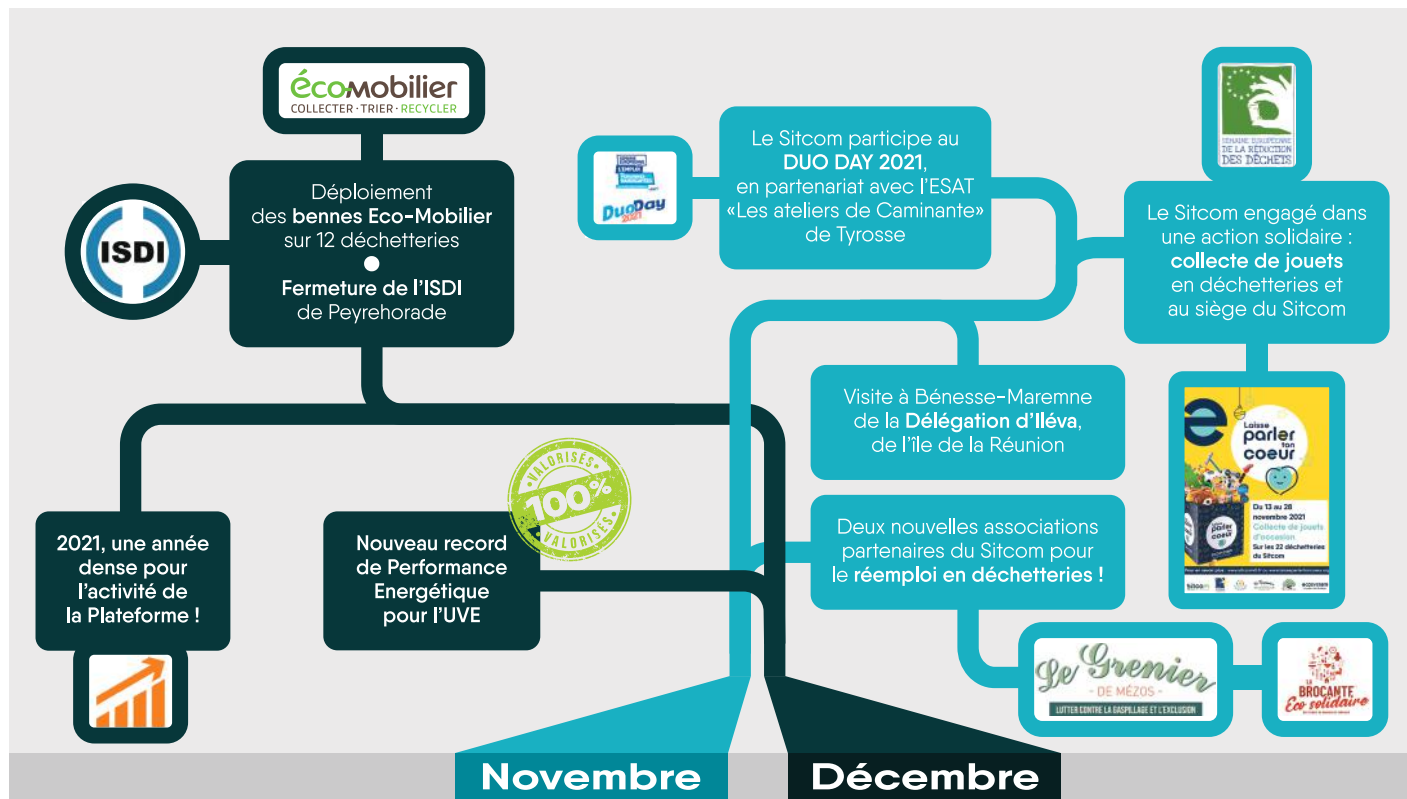 écomobilier
COLLECTER · TRIER · RECYCLER
Déploiement
des bennes Eco-Mobilier
sur 12 déchetteries
Fermeture de l'ISDI
de Peyrehorade
ISDI
2021, une année
dense pour
l'activité de
la Plateforme !
Nouveau record
de Performance
Energétique
pour l'UVE
VALORISÉS
100%
VALORISÉS
DuoDay
2021
Le Sitcom participe au
DUO DAY 2021,
en partenariat avec l'ESAT
«Les ateliers de Caminante»
de Tyrosse
SEMAINE EUROPÉENNE
DE LA RÉDUCTION
DES DÉCHETS
Le Sitcom engagé dans
une action solidaire :
collecte de jouets
en déchetteries et
au siège du Sitcom
Visite à Bénesse-Maremne
de la Délégation d'Iléva,
de l'île de la Réunion
Laisse
parler
ton
coeur
Du 13 au 28
novembre 2021
Collecte de jouets
d'occasion
Sur les 22 déchetteries
du Sitcom
Deux nouvelles associations
partenaires du Sitcom pour
le réemploi en déchetteries !
Le Grenier
- DE MÉZOS -
LUTTER CONTRE LA GASPILLAGE ET L'EXCLUSION
LA
BROCANTE
Eco solidaire
Novembre
Décembre